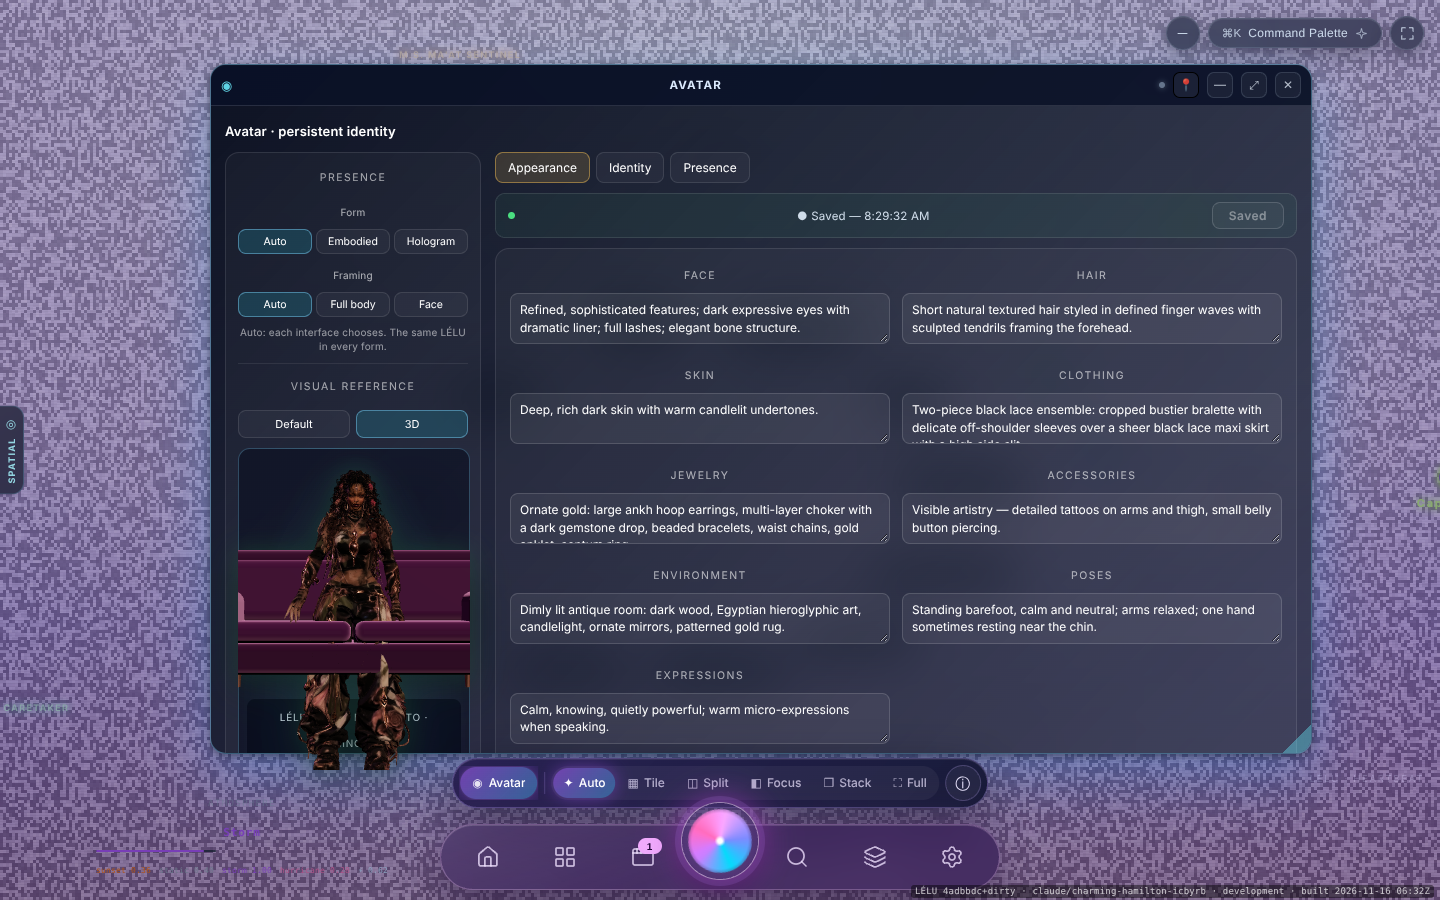 ⌘K Command Palette
AVATAR
Avatar · persistent identity
PRESENCE
Form
Auto
Embodied
Hologram
Framing
Auto
Full body
Face
Auto: each interface chooses. The same LÉLU
in every form.
VISUAL REFERENCE
Default
3D
Appearance
Identity
Presence
Saved — 8:29:32 AM
Saved
FACE
Refined, sophisticated features; dark expressive eyes with
dramatic liner; full lashes; elegant bone structure.
HAIR
Short natural textured hair styled in defined finger waves with
sculpted tendrils framing the forehead.
SKIN
Deep, rich dark skin with warm candlelit undertones.
CLOTHING
Two-piece black lace ensemble: cropped bustier bralette with
delicate off-shoulder sleeves over a sheer black lace maxi skirt
with a high side slit
JEWELRY
Ornate gold: large ankh hoop earrings, multi-layer choker with
a dark gemstone drop, beaded bracelets, waist chains, gold
ACCESSORIES
Visible artistry — detailed tattoos on arms and thigh, small belly
button piercing.
ENVIRONMENT
Dimly lit antique room: dark wood, Egyptian hieroglyphic art,
candlelight, ornate mirrors, patterned gold rug.
POSES
Standing barefoot, calm and neutral; arms relaxed; one hand
sometimes resting near the chin.
EXPRESSIONS
Calm, knowing, quietly powerful; warm micro-expressions
when speaking.
SPATIAL
Avatar
Auto
Tile
Split
Focus
Stack
Full
1
LÉLU 4adbbdc+dirty · claude/charming-hamilton-icbyrb · development · built 2026-11-16 06:32Z